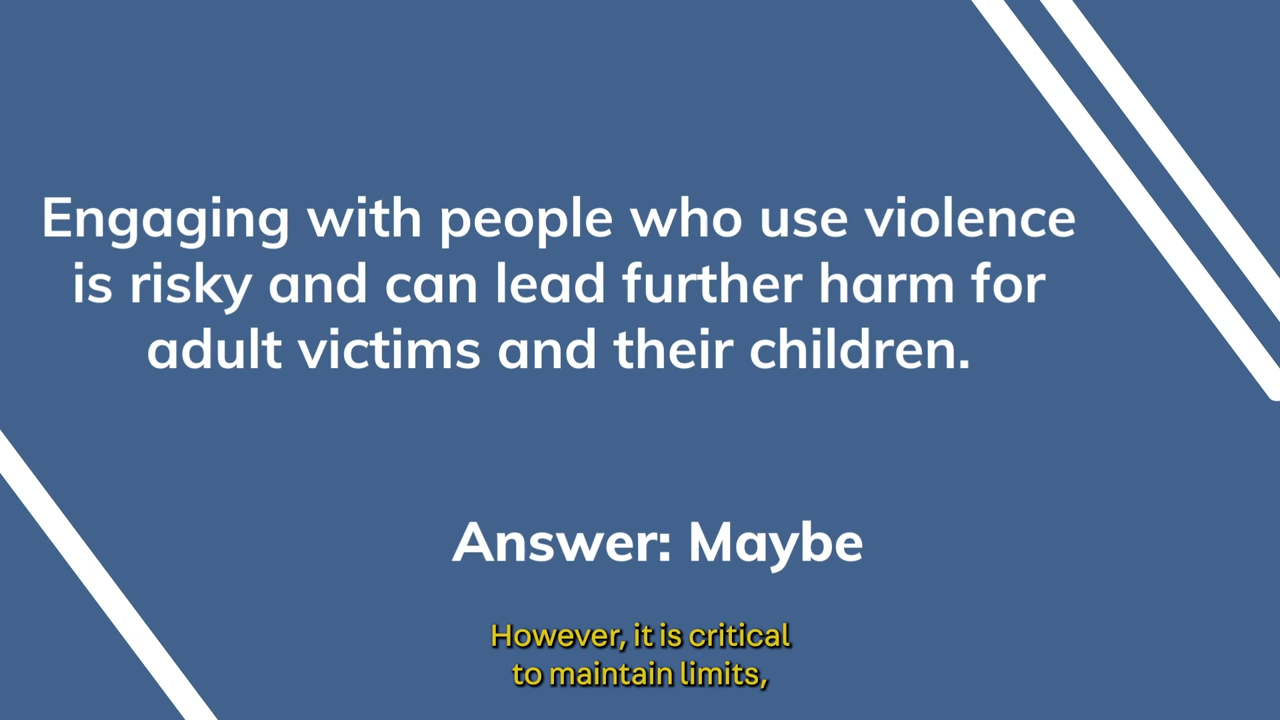 Engaging with people who use violence
is risky and can lead further harm for
adult victims and their children.
Answer: Maybe
However, it is critical
to maintain limits,